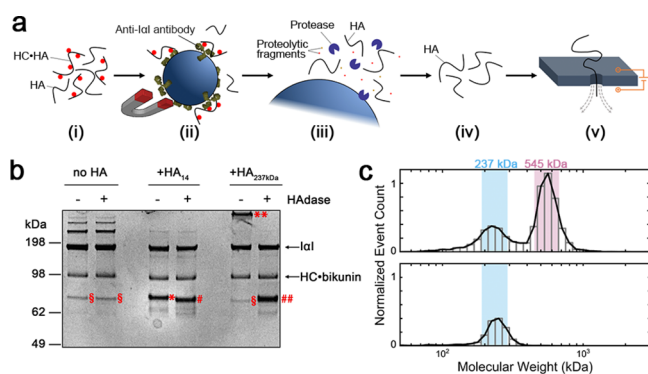 a
Anti-IαI antibody
Protease
HA
Proteolytic
fragments
HA
HC•HA
HA
(i)
(ii)
(iii)
(iv)
(v)
b
no HA
+HA14
+HA237kDa
- + - + - + HAdase
kDa
198
98
62
49
**
IαI
HC•bikunin
§ § * # § ##
c
237 kDa 545 kDa
Normalized Event Count
1
0
1
0
10² 10³
Molecular Weight (kDa)